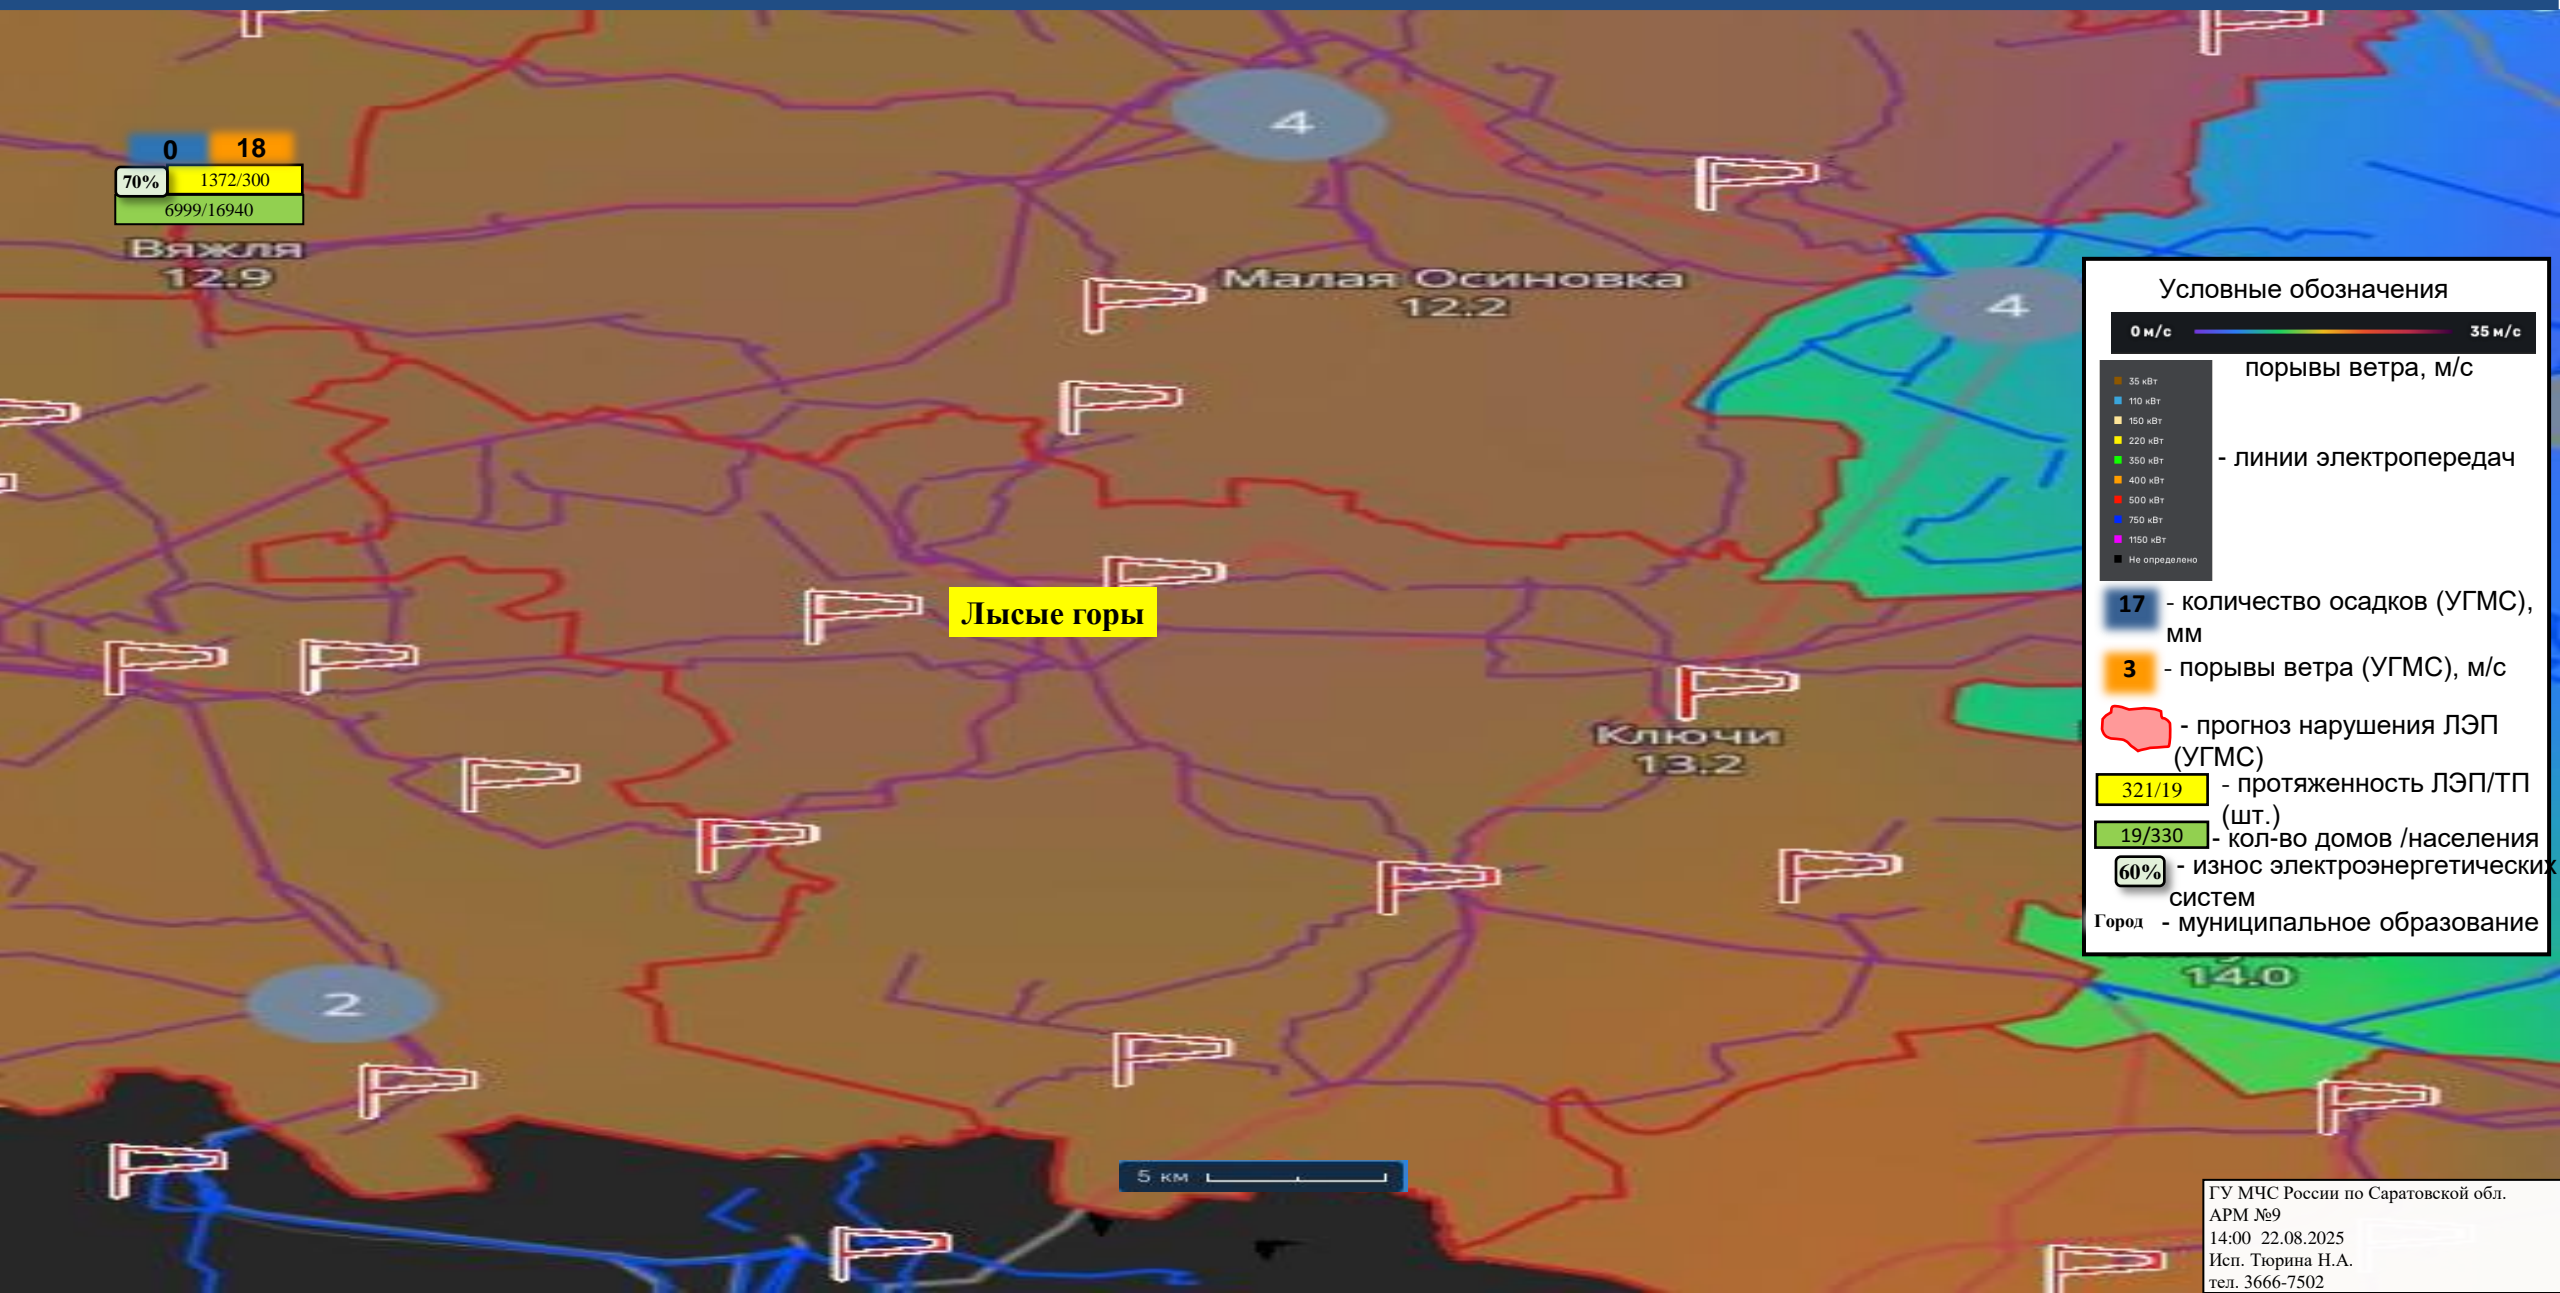 4
0 18
70% 1372/300
6999/16940
Вяжля
12.9
Малая Осиновка
12.2
4
Лысые горы
Ключи
13.2
2
14.0
5 км
Условные обозначения
0 м/с 35 м/с
порывы ветра, м/с
35 кВт
110 кВт
150 кВт
220 кВт
350 кВт
400 кВт
500 кВт
750 кВт
1150 кВт
Не определено
- линии электропередач
17 - количество осадков (УГМС),
мм
3 - порывы ветра (УГМС), м/с
- прогноз нарушения ЛЭП
(УГМС)
321/19 - протяженность ЛЭП/ТП
(шт.)
19/330 - кол-во домов /населения
60% - износ электроэнергетических
систем
Город - муниципальное образование
ГУ МЧС России по Саратовской обл.
АРМ №9
14:00 22.08.2025
Исп. Тюрина Н.А.
тел. 3666-7502